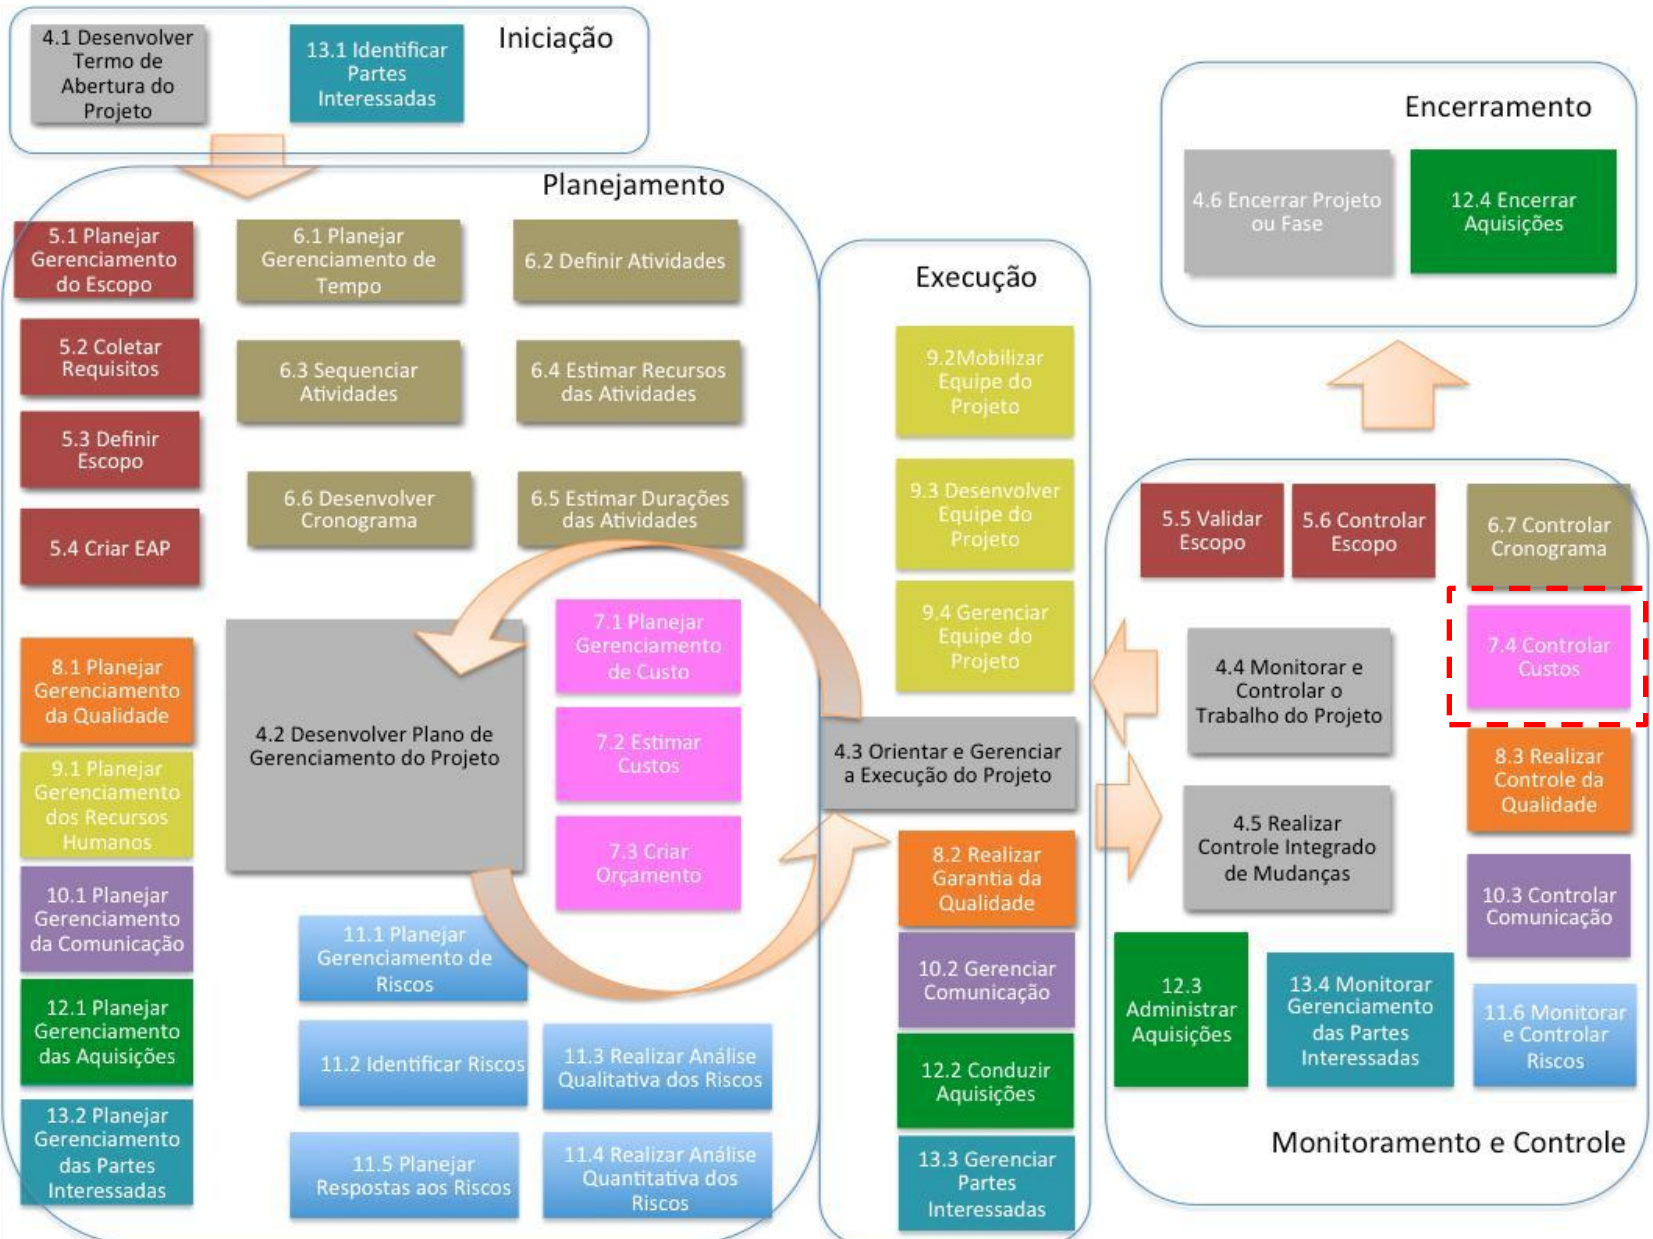 Iniciação
4.1 Desenvolver
Termo de
Abertura do
Projeto
13.1 Identificar
Partes
Interessadas
Planejamento
5.1 Planejar
Gerenciamento
do Escopo
6.1 Planejar
Gerenciamento de
Tempo
6.2 Definir Atividades
5.2 Coletar
Requisitos
6.3 Sequenciar
Atividades
6.4 Estimar Recursos
das Atividades
5.3 Definir
Escopo
6.6 Desenvolver
Cronograma
6.5 Estimar Durações
das Atividades
5.4 Criar EAP
7.1 Planejar
Gerenciamento
de Custo
8.1 Planejar
Gerenciamento
da Qualidade
4.2 Desenvolver Plano de
Gerenciamento do Projeto
7.2 Estimar
Custos
9.1 Planejar
Gerenciamento
dos Recursos
Humanos
7.3 Criar
Orçamento
10.1 Planejar
Gerenciamento
da Comunicação
11.1 Planejar
Gerenciamento de
Riscos
12.1 Planejar
Gerenciamento
das Aquisições
11.2 Identificar Riscos
11.3 Realizar Análise
Qualitativa dos Riscos
13.2 Planejar
Gerenciamento
das Partes
Interessadas
11.5 Planejar
Respostas aos Riscos
11.4 Realizar Análise
Quantitativa dos
Riscos
Execução
9.2Mobilizar
Equipe do
Projeto
9.3 Desenvolver
Equipe do
Projeto
9.4 Gerenciar
Equipe do
Projeto
4.3 Orientar e Gerenciar
a Execução do Projeto
8.2 Realizar
Garantia da
Qualidade
10.2 Gerenciar
Comunicação
12.2 Conduzir
Aquisições
13.3 Gerenciar
Partes
Interessadas
Encerramento
4.6 Encerrar Projeto
ou Fase
12.4 Encerrar
Aquisições
5.5 Validar
Escopo
5.6 Controlar
Escopo
6.7 Controlar
Cronograma
4.4 Monitorar e
Controlar o
Trabalho do Projeto
7.4 Controlar
Custos
8.3 Realizar
Controle da
Qualidade
4.5 Realizar
Controle Integrado
de Mudanças
10.3 Controlar
Comunicação
12.3
Administrar
Aquisições
13.4 Monitorar
Gerenciamento
das Partes
Interessadas
11.6 Monitorar
e Controlar
Riscos
Monitoramento e Controle